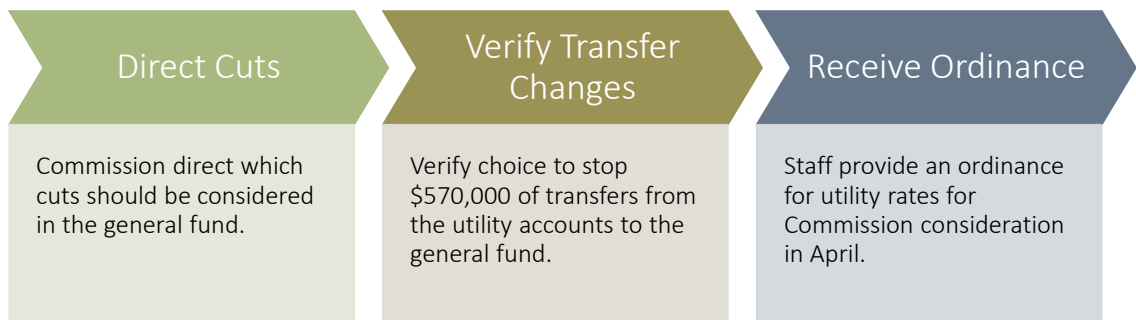 Direct Cuts
Commission direct which
cuts should be considered
in the general fund.
Verify Transfer
Changes
Verify choice to stop
$570,000 of transfers from
the utility accounts to the
general fund.
Receive Ordinance
Staff provide an ordinance
for utility rates for
Commission consideration
in April.